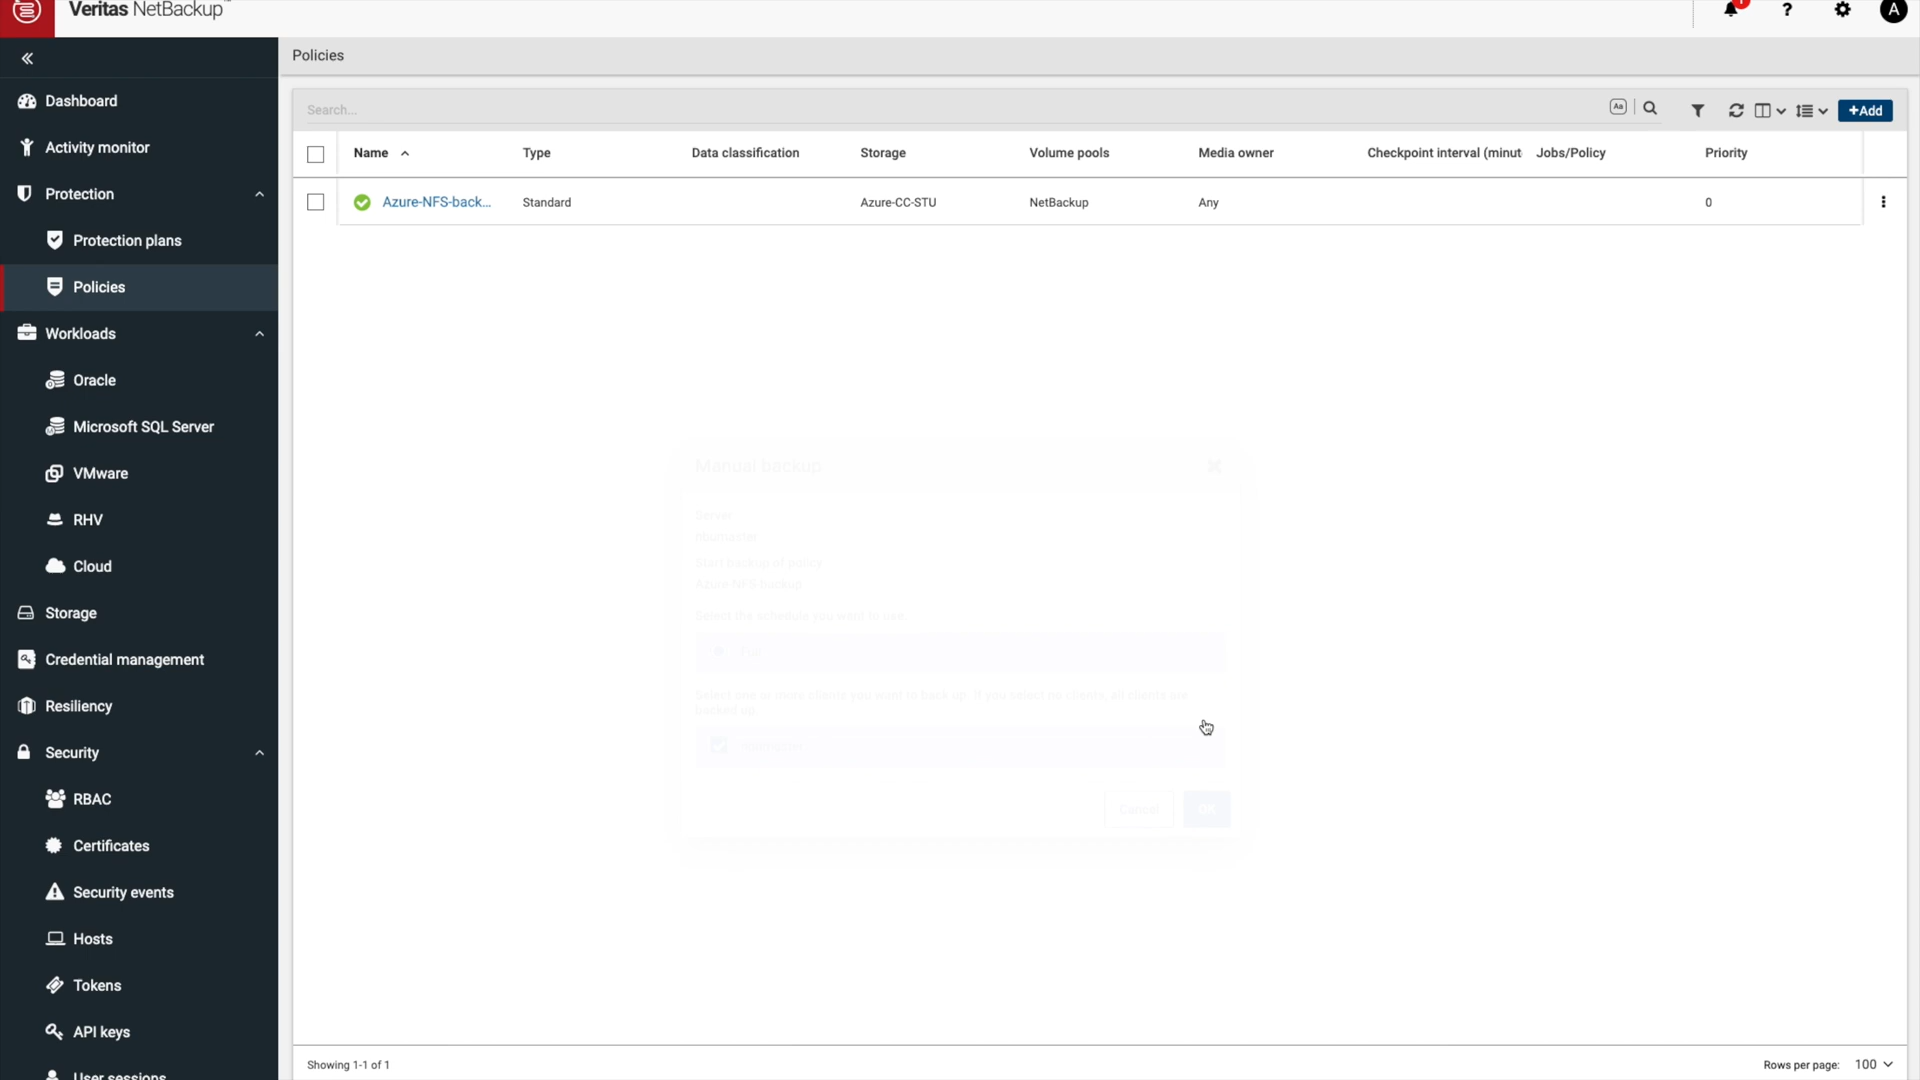 Veritas NetBackup™
1
?
A
Policies
Dashboard
Activity monitor
Protection
Protection plans
Policies
Workloads
Oracle
Microsoft SQL Server
VMware
RHV
Cloud
Storage
Credential management
Resiliency
Security
RBAC
Certificates
Security events
Hosts
Tokens
API keys
User sessions
Search...
Aa
+Add
Name
Type
Data classification
Storage
Volume pools
Media owner
Checkpoint interval (minut
Jobs/Policy
Priority
Azure-NFS-back...
Standard
Azure-CC-STU
NetBackup
Any
0
Manual backup
Server
nbumaster
Start backup of policy
Azure-NFS-backup
Select the schedule you want to use
Full
Select one or more clients you want to back up. If you select no clients, all clients are
backed up.
nbumaster
Cancel
OK
Showing 1-1 of 1
Rows per page:
100